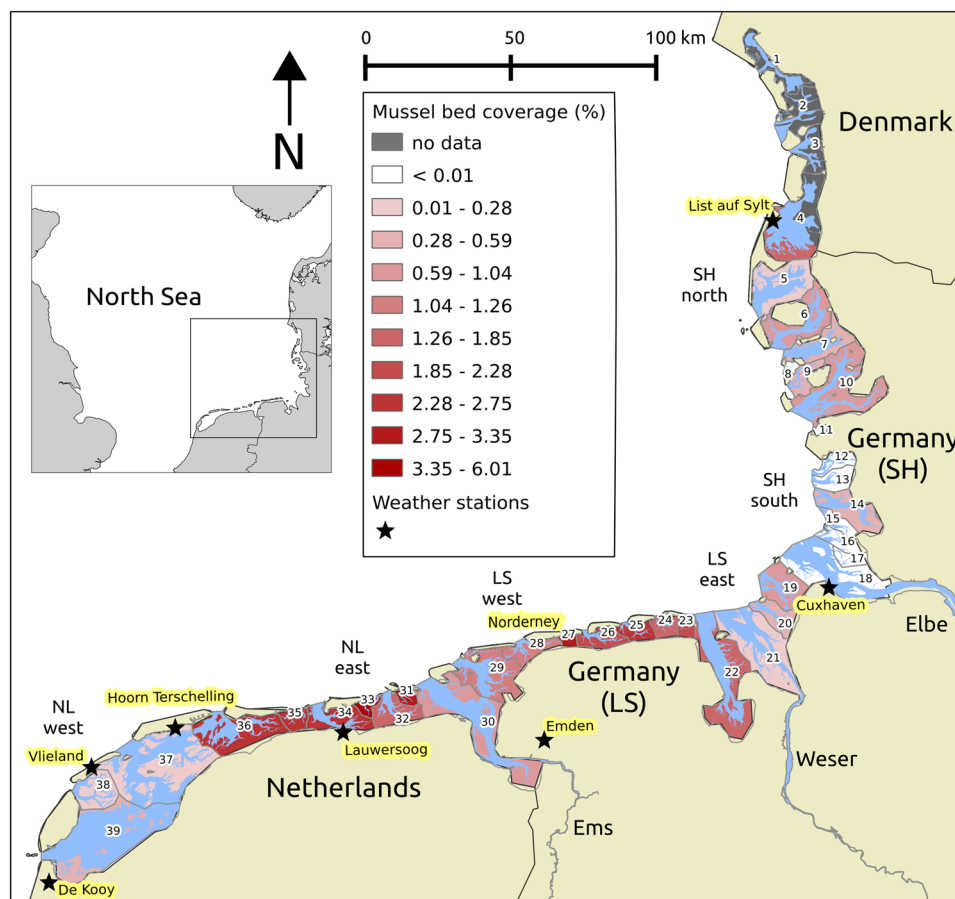 0 50 100 km
N
Mussel bed coverage (%)
no data
< 0.01
0.01 - 0.28
0.28 - 0.59
0.59 - 1.04
1.04 - 1.26
1.26 - 1.85
1.85 - 2.28
2.28 - 2.75
2.75 - 3.35
3.35 - 6.01
Weather stations
North Sea
Denmark
List auf Sylt
SH
north
Germany
(SH)
SH
south
LS
east
Cuxhaven
Elbe
LS
west
Norderney
Germany
(LS)
NL
east
Hoorn Terschelling
NL
west
Vlieland
Lauwersoog
Emden
Weser
Netherlands
Ems
De Kooy
1
2
3
4
5
6
7
8
9
10
11
12
13
14
15
16
17
18
19
20
21
22
23
24
25
26
27
28
29
30
31
32
33
34
35
36
37
38
39